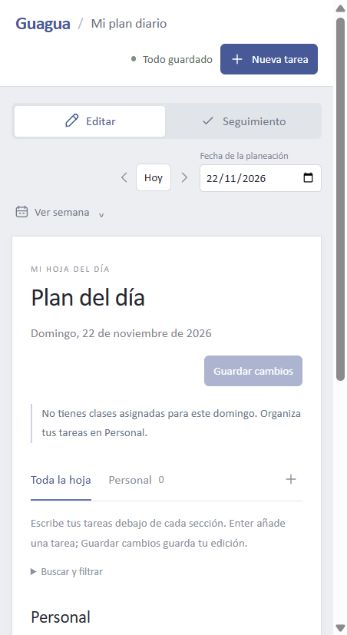 Guagua / Mi plan diario
Todo guardado
+ Nueva tarea
Editar
Seguimiento
Fecha de la planeación
Hoy
22/11/2026
Ver semana
MI HOJA DEL DÍA
Plan del día
Domingo, 22 de noviembre de 2026
Guardar cambios
No tienes clases asignadas para este domingo. Organiza
tus tareas en Personal.
Toda la hoja
Personal 0
+
Escribe tus tareas debajo de cada sección. Enter añade
una tarea; Guardar cambios guarda tu edición.
Buscar y filtrar
Personal